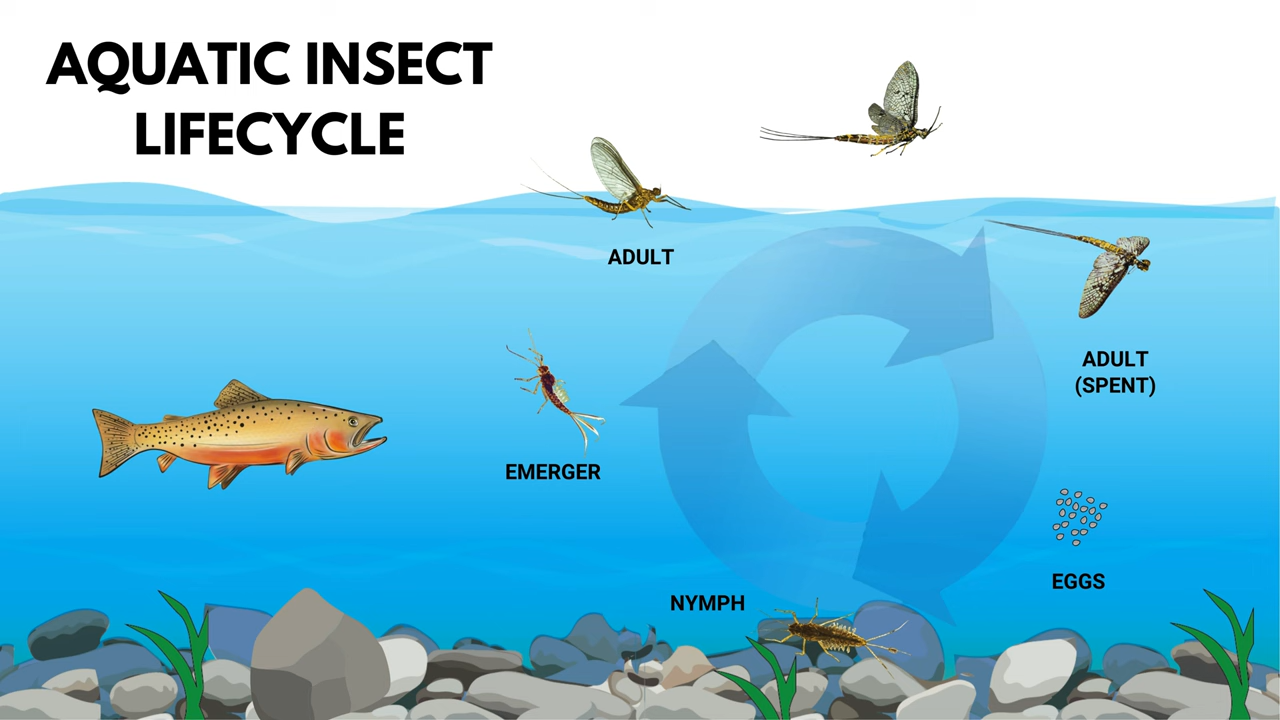 AQUATIC INSECT
LIFECYCLE
ADULT
ADULT
(SPENT)
EMERGER
EGGS
NYMPH